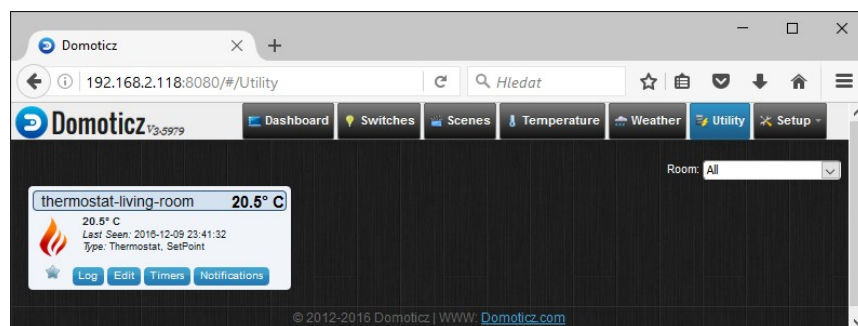 Domoticz
192.168.2.118:8080/#/Utility
Hledat
Domoticz V3.5979
Dashboard Switches Scenes Temperature Weather Utility Setup
Room: All
thermostat-living-room 20.5° C
20.5° C
Last Seen: 2016-12-09 23:41:32
Type: Thermostat, SetPoint
Log Edit Timers Notifications
© 2012-2016 Domoticz | WWW: Domoticz.com